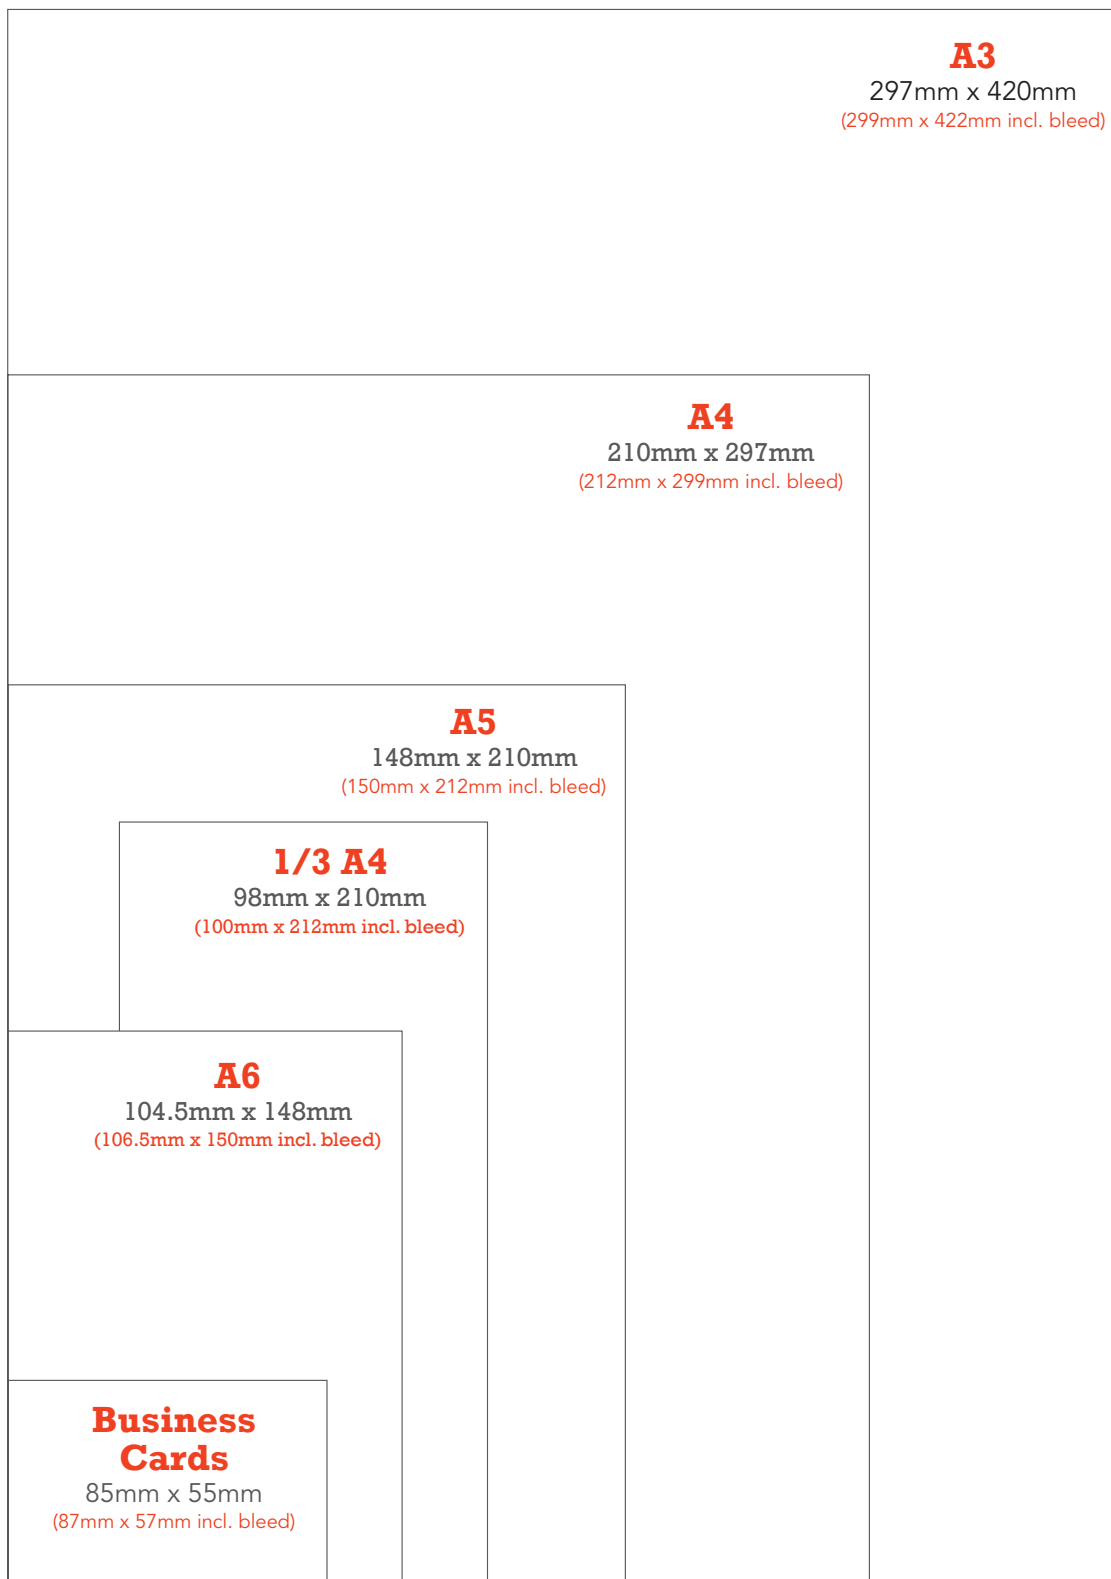 A3
297mm x 420mm
(299mm x 422mm incl. bleed)
A4
210mm x 297mm
(212mm x 299mm incl. bleed)
A5
148mm x 210mm
(150mm x 212mm incl. bleed)
1/3 A4
98mm x 210mm
(100mm x 212mm incl. bleed)
A6
104.5mm x 148mm
(106.5mm x 150mm incl. bleed)
Business
Cards
85mm x 55mm
(87mm x 57mm incl. bleed)